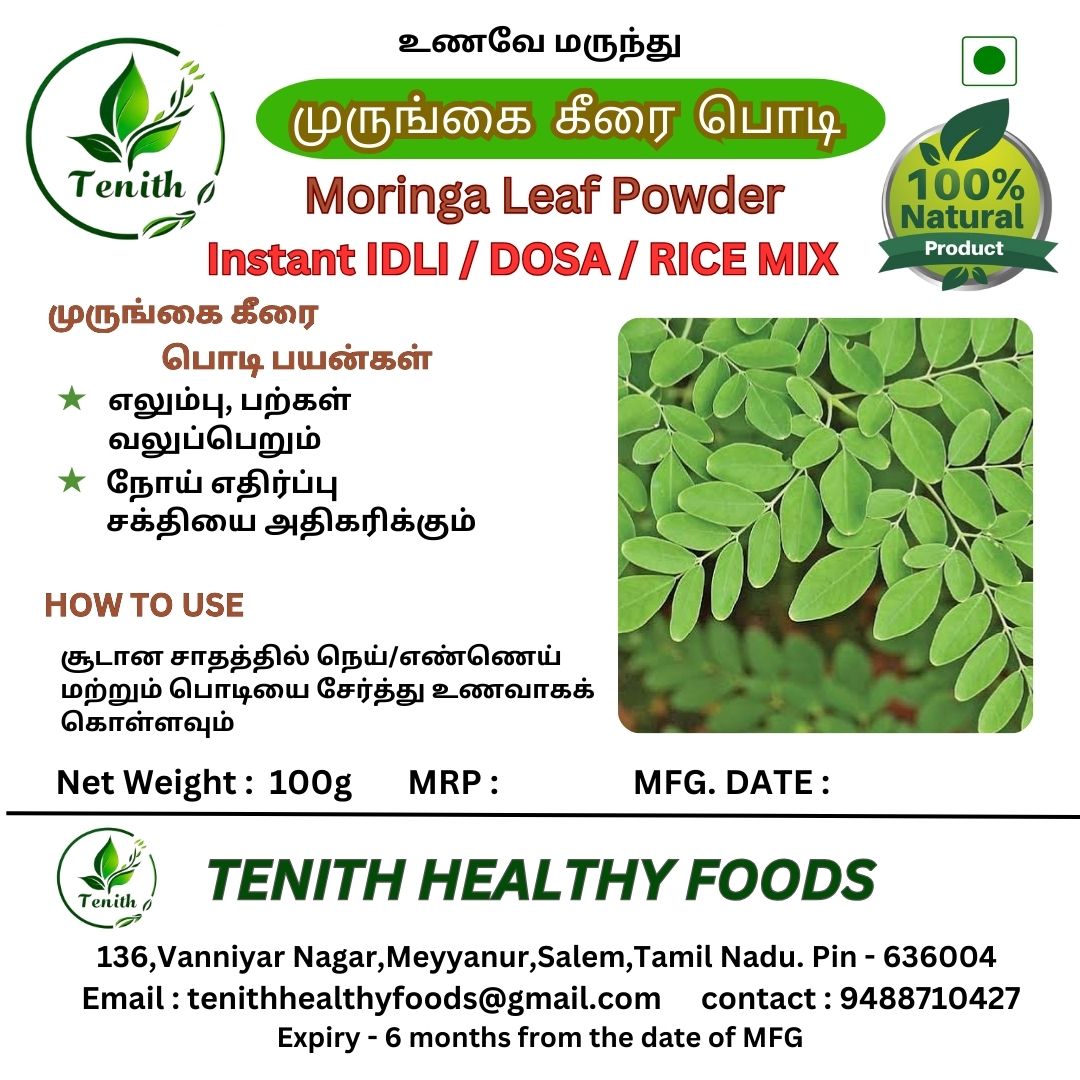 உணவே மருந்து
Tenith
முருங்கை கீரை பொடி
Moringa Leaf Powder
Instant IDLI / DOSA / RICE MIX
100%
Natural
Product
முருங்கை கீரை
பொடி பயன்கள்
எலும்பு, பற்கள்
வலுப்பெறும்
நோய் எதிர்ப்பு
சக்தியை அதிகரிக்கும்
HOW TO USE
சூடான சாதத்தில் நெய்/எண்ணெய்
மற்றும் பொடியை சேர்த்து உணவாகக்
கொள்ளவும்
Net Weight : 100g MRP : MFG. DATE :
Tenith
TENITH HEALTHY FOODS
136,Vanniyar Nagar,Meyyanur,Salem,Tamil Nadu. Pin - 636004
Email : tenithhealthyfoods@gmail.com contact : 9488710427
Expiry - 6 months from the date of MFG